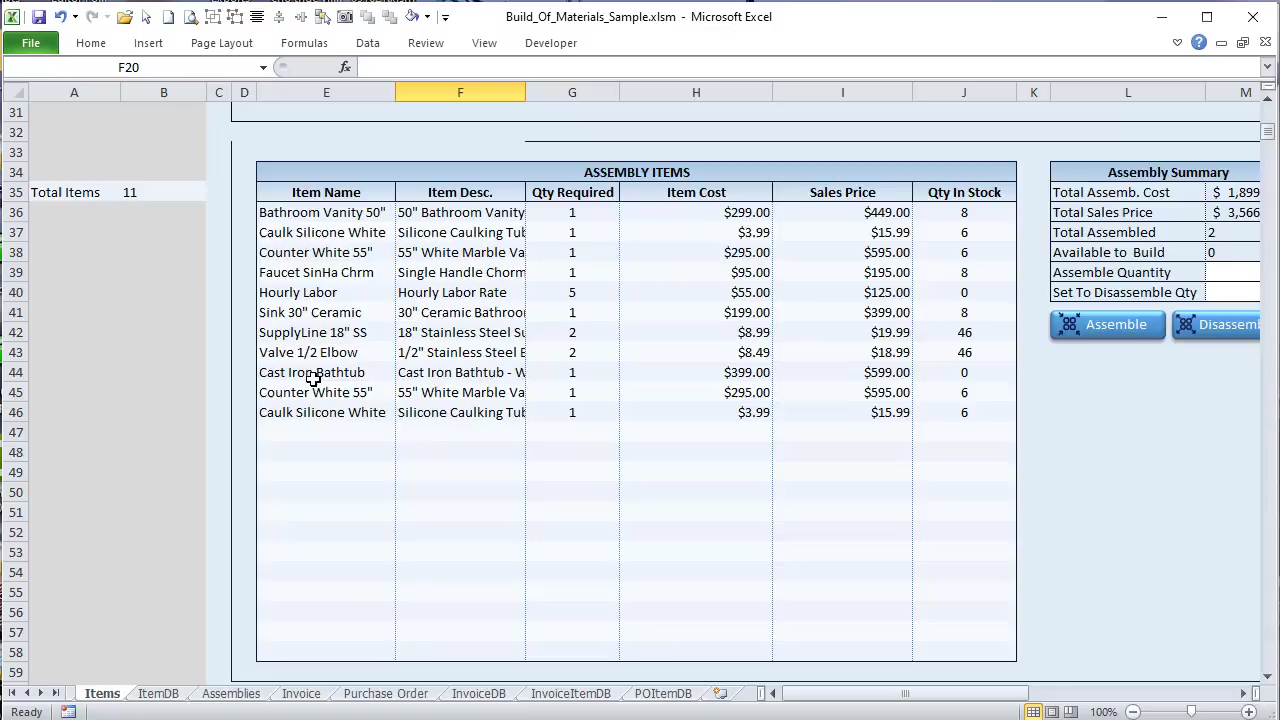 Build_Of_Materials_Sample.xlsm - Microsoft Excel
File Home Insert Page Layout Formulas Data Review View Developer
F20 fx
A B C D E F G H I J K L M
31
32
33
34 ASSEMBLY ITEMS Assembly Summary
35 Total Items 11 Item Name Item Desc. Qty Required Item Cost Sales Price Qty In Stock Total Assemb. Cost $ 1,899
36 Bathroom Vanity 50" 50" Bathroom Vanity 1 $299.00 $449.00 8 Total Sales Price $ 3,566
37 Caulk Silicone White Silicone Caulking Tub 1 $3.99 $15.99 6 Total Assembled 2
38 Counter White 55" 55" White Marble Va 1 $295.00 $595.00 6 Available to Build 0
39 Faucet SinHa Chrm Single Handle Chorm 1 $95.00 $195.00 8 Assemble Quantity
40 Hourly Labor Hourly Labor Rate 5 $55.00 $125.00 0 Set To Disassemble Qty
41 Sink 30" Ceramic 30" Ceramic Bathroo 1 $199.00 $399.00 8
42 SupplyLine 18" SS 18" Stainless Steel Su 2 $8.99 $19.99 46 Assemble Disassemb
43 Valve 1/2 Elbow 1/2" Stainless Steel E 2 $8.49 $18.99 46
44 Cast Iron Bathtub Cast Iron Bathtub - W 1 $399.00 $599.00 0
45 Counter White 55" 55" White Marble Va 1 $295.00 $595.00 6
46 Caulk Silicone White Silicone Caulking Tub 1 $3.99 $15.99 6
47
48
49
50
51
52
53
54
55
56
57
58
59
Items ItemDB Assemblies Invoice Purchase Order InvoiceDB InvoiceItemDB POItemDB
Ready 100%